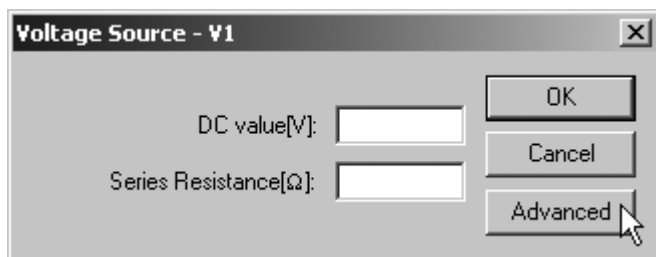 Voltage Source - V1
OK
DC value[V]:
Cancel
Series Resistance[Ω]:
Advanced